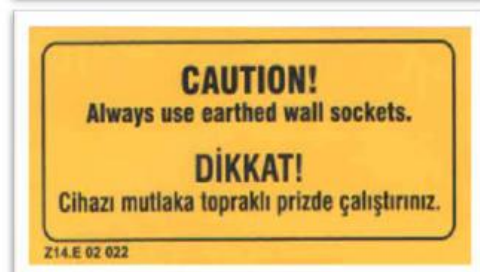 CAUTION!
Always use earthed wall sockets.
DİKKAT!
Cihazı mutlaka topraklı prizde çalıştırınız.
Z14.E 02 022